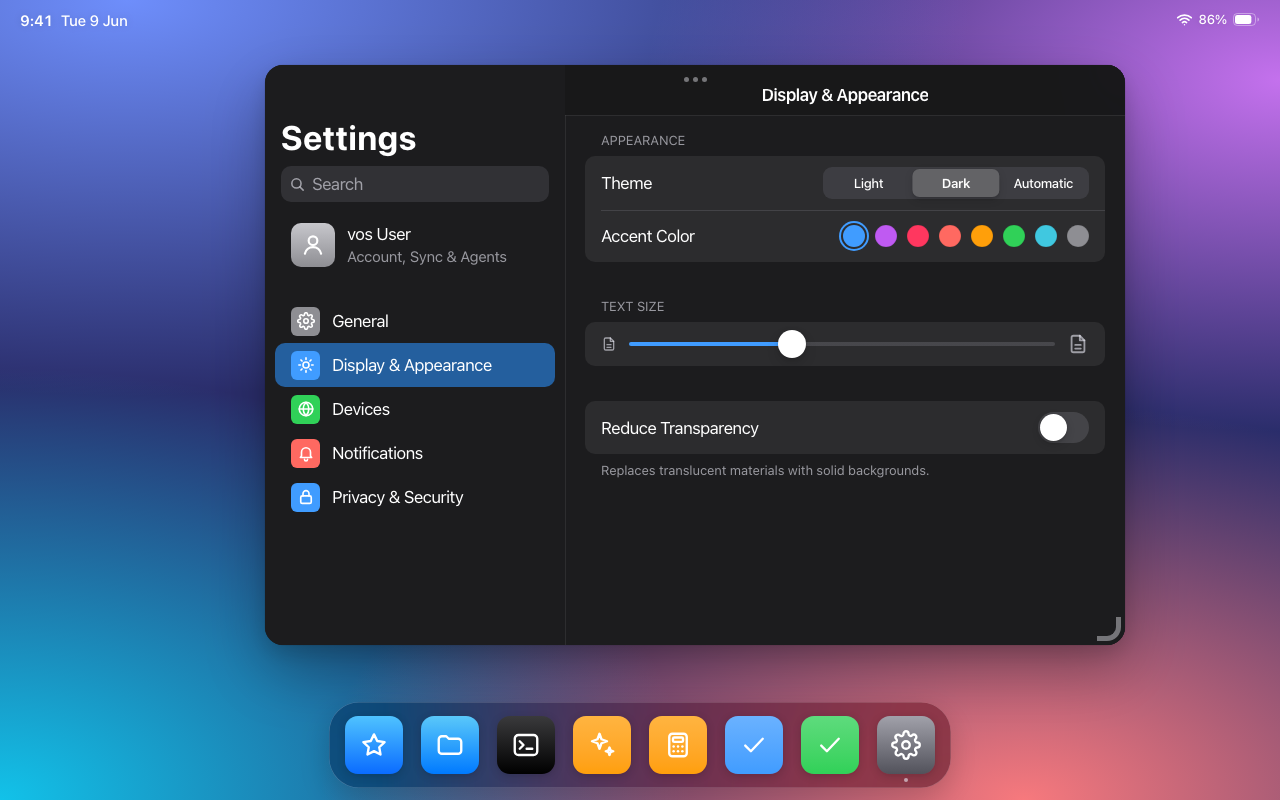 9:41 Tue 9 Jun
86%
Display & Appearance
Settings
Search
vos User
Account, Sync & Agents
General
Display & Appearance
Devices
Notifications
Privacy & Security
APPEARANCE
Theme
Light
Dark
Automatic
Accent Color
TEXT SIZE
Reduce Transparency
Replaces translucent materials with solid backgrounds.